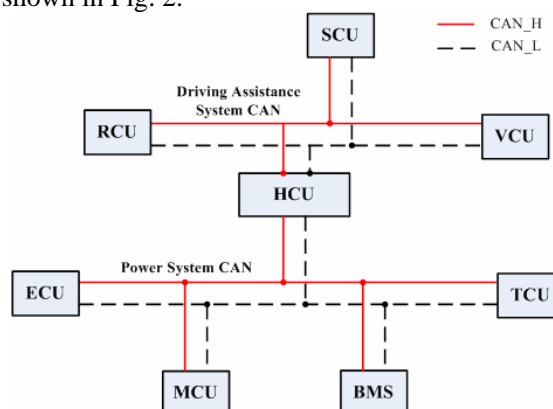 shown in Fig. 2.
SCU
CAN_H
CAN_L
Driving Assistance
System CAN
RCU
VCU
HCU
Power System CAN
ECU
TCU
MCU
BMS